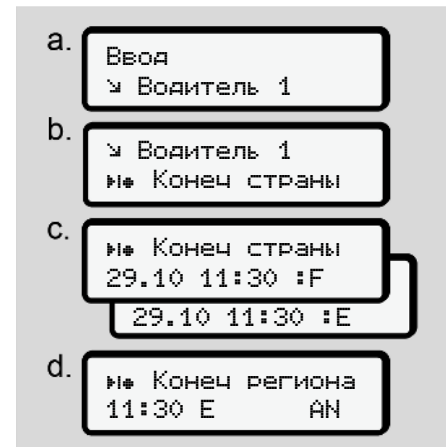 a.
Ввод
↘ Водитель 1
b.
↘ Водитель 1
Конец страны
c.
Конец страны
29.10 11:30 :F
29.10 11:30 :E
d.
Конец региона
11:30 E AN